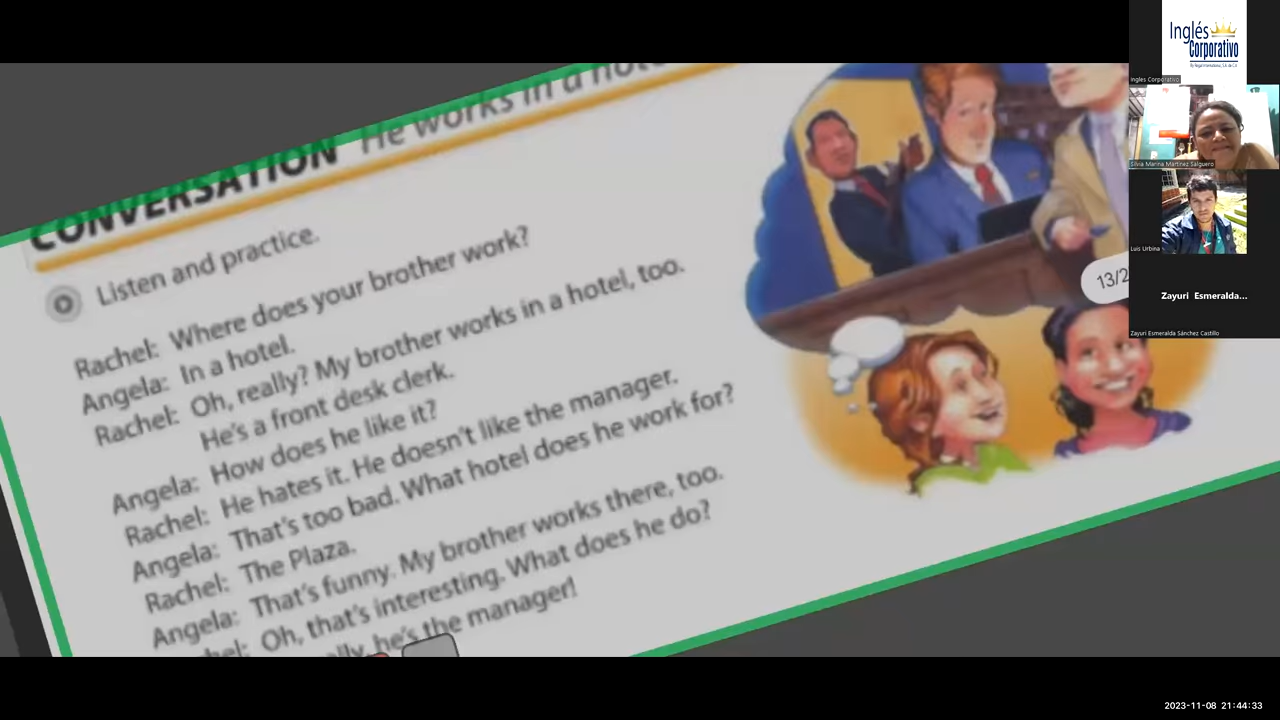 CONVERSATION He works in a hotel
Listen and practice.
Rachel: Where does your brother work?
Angela: In a hotel.
Rachel: Oh, really? My brother works in a hotel, too.
He's a front desk clerk.
Angela: How does he like it?
Rachel: He hates it. He doesn't like the manager.
Angela: That's too bad. What hotel does he work for?
Rachel: The Plaza.
Angela: That's funny. My brother works there, too.
Oh, that's interesting. What does he do?
he's the manager!
13/2
Inglés
Corporativo
Ingles Corporativo
Silvia Marina Martinez Salguero
Luis Urbina
Zayuri Esmeralda...
Zayuri Esmeralda Sánchez Castillo
2023-11-08 21:44:33